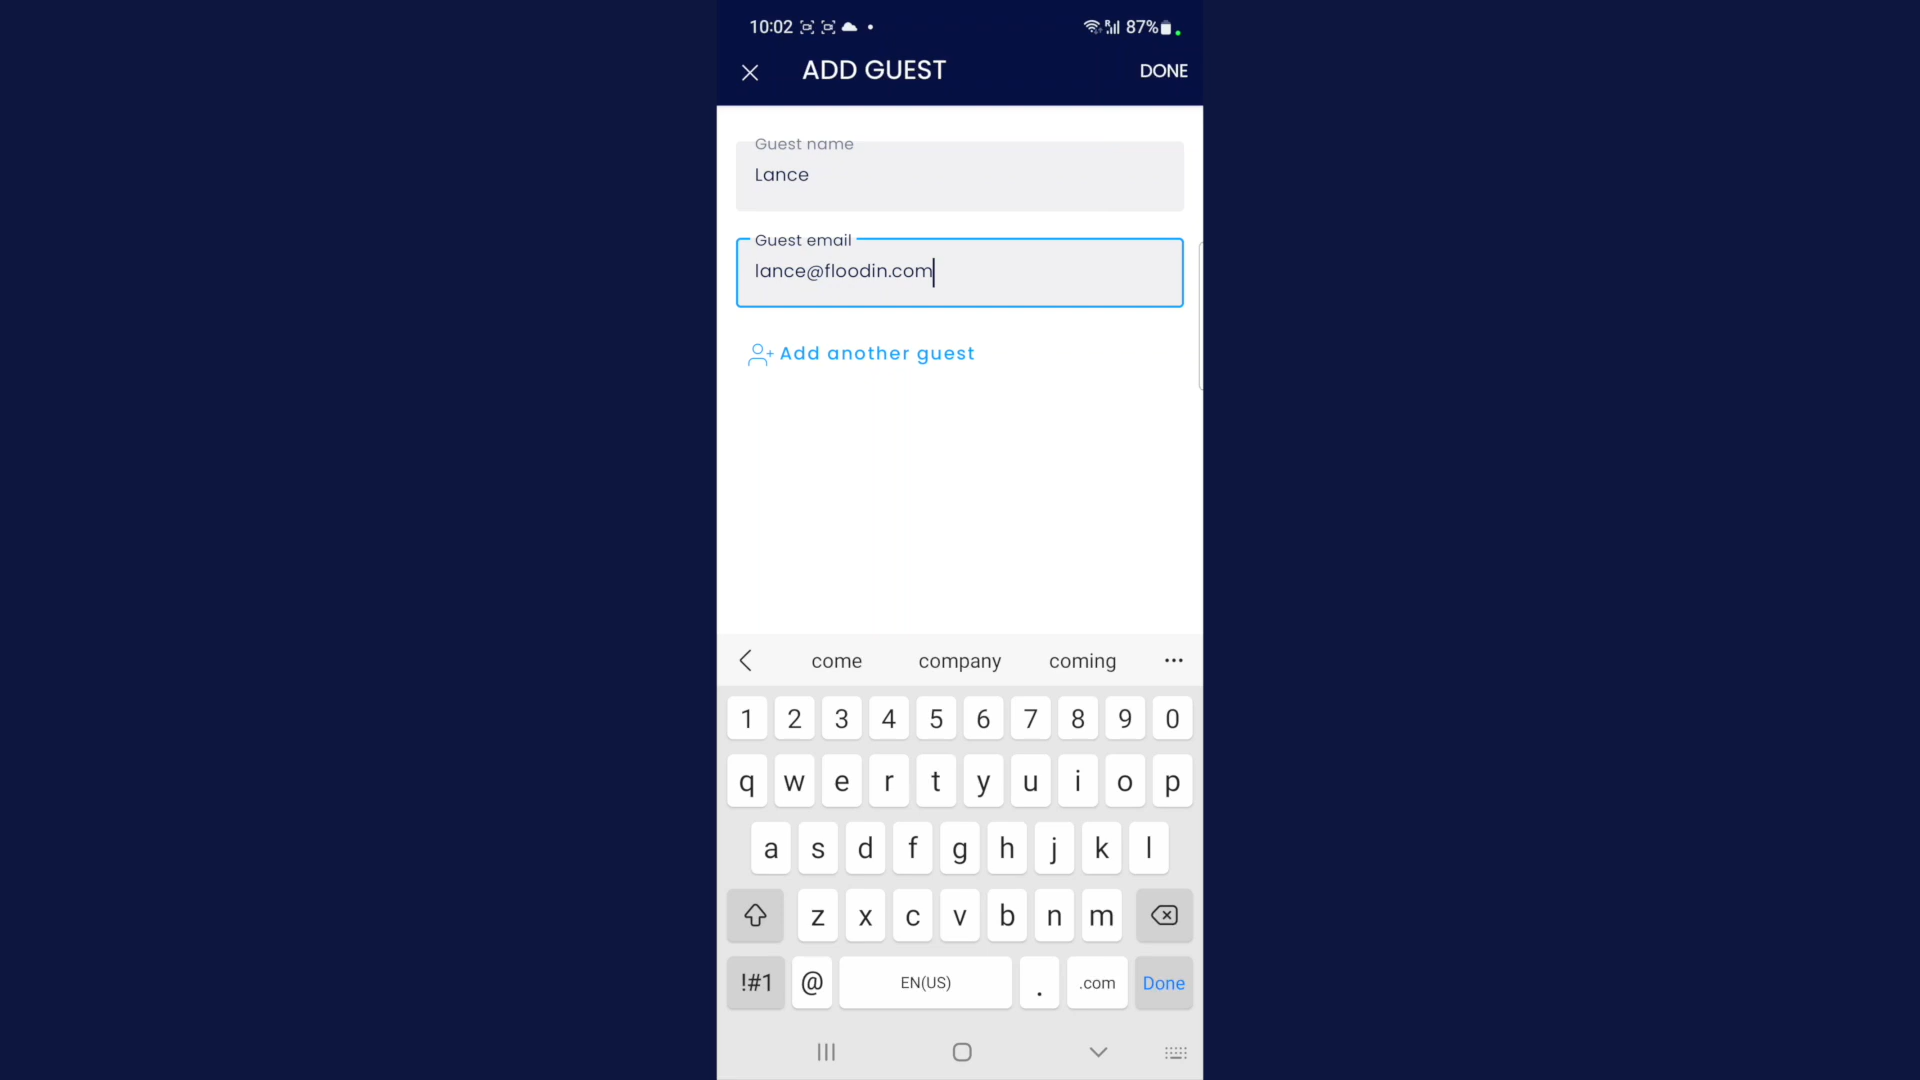 10:02 87%
ADD GUEST DONE
Guest name
Lance
Guest email
lance@floodin.com
Add another guest
come company coming
1 2 3 4 5 6 7 8 9 0
q w e r t y u i o p
a s d f g h j k l
z x c v b n m
!#1 @ EN(US) . .com Done